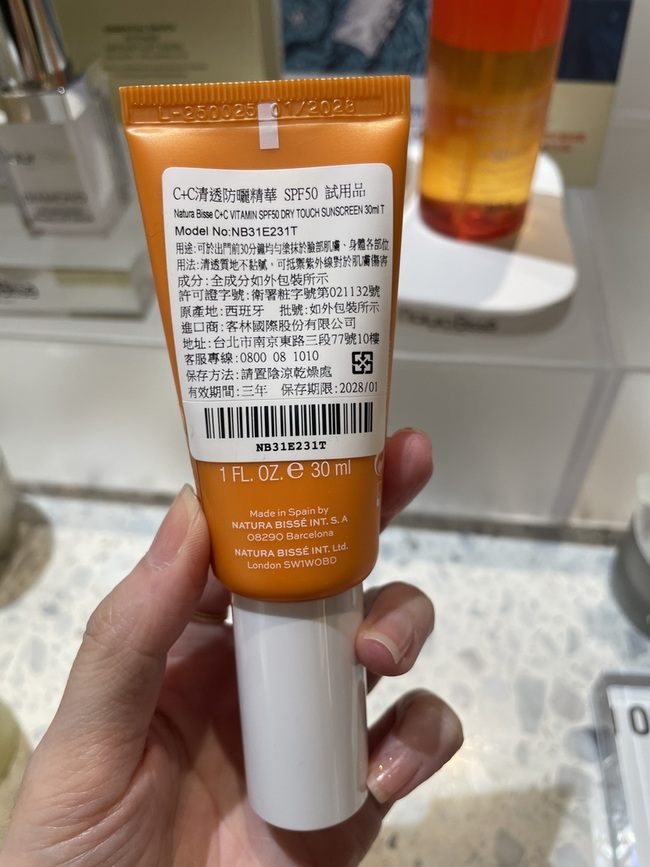 L-250025 01/2028
C+C清透防曬精華 SPF50 試用品
Natura Bisse C+C VITAMIN SPF50 DRY TOUCH SUNSCREEN 30ml T
Model No:NB31E231T
用途:可於出門前30分鐘均勻塗抹於臉部肌膚、身體各部位
用法:清透質地不黏膩,可抵禦紫外線對於肌膚傷害
成分:全成分如外包裝所示
許可證字號:衛署粧字號第021132號
原產地:西班牙 批號:如外包裝所示
進口商:客林國際股份有限公司
地址:台北市南京東路三段77號10樓
客服專線:0800 08 1010
保存方法:請置陰涼乾燥處
有效期間:三年 保存期限:2028/01
NB31E231T
1 FL. OZ. e 30 ml
Made in Spain by
NATURA BISSÉ INT. S. A
08290 Barcelona
NATURA BISSÉ INT. Ltd.
London SW1W0BD